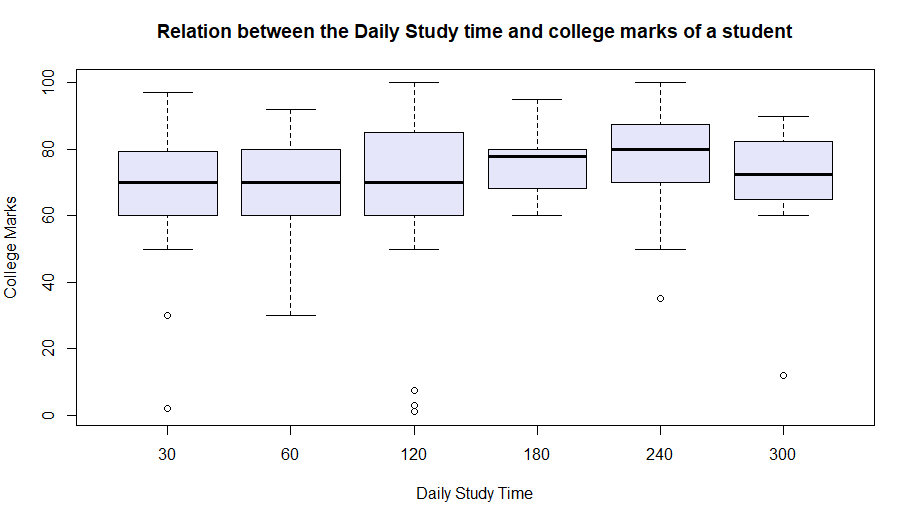 Relation between the Daily Study time and college marks of a student
100
80
60
40
20
0
College Marks
30 60 120 180 240 300
Daily Study Time